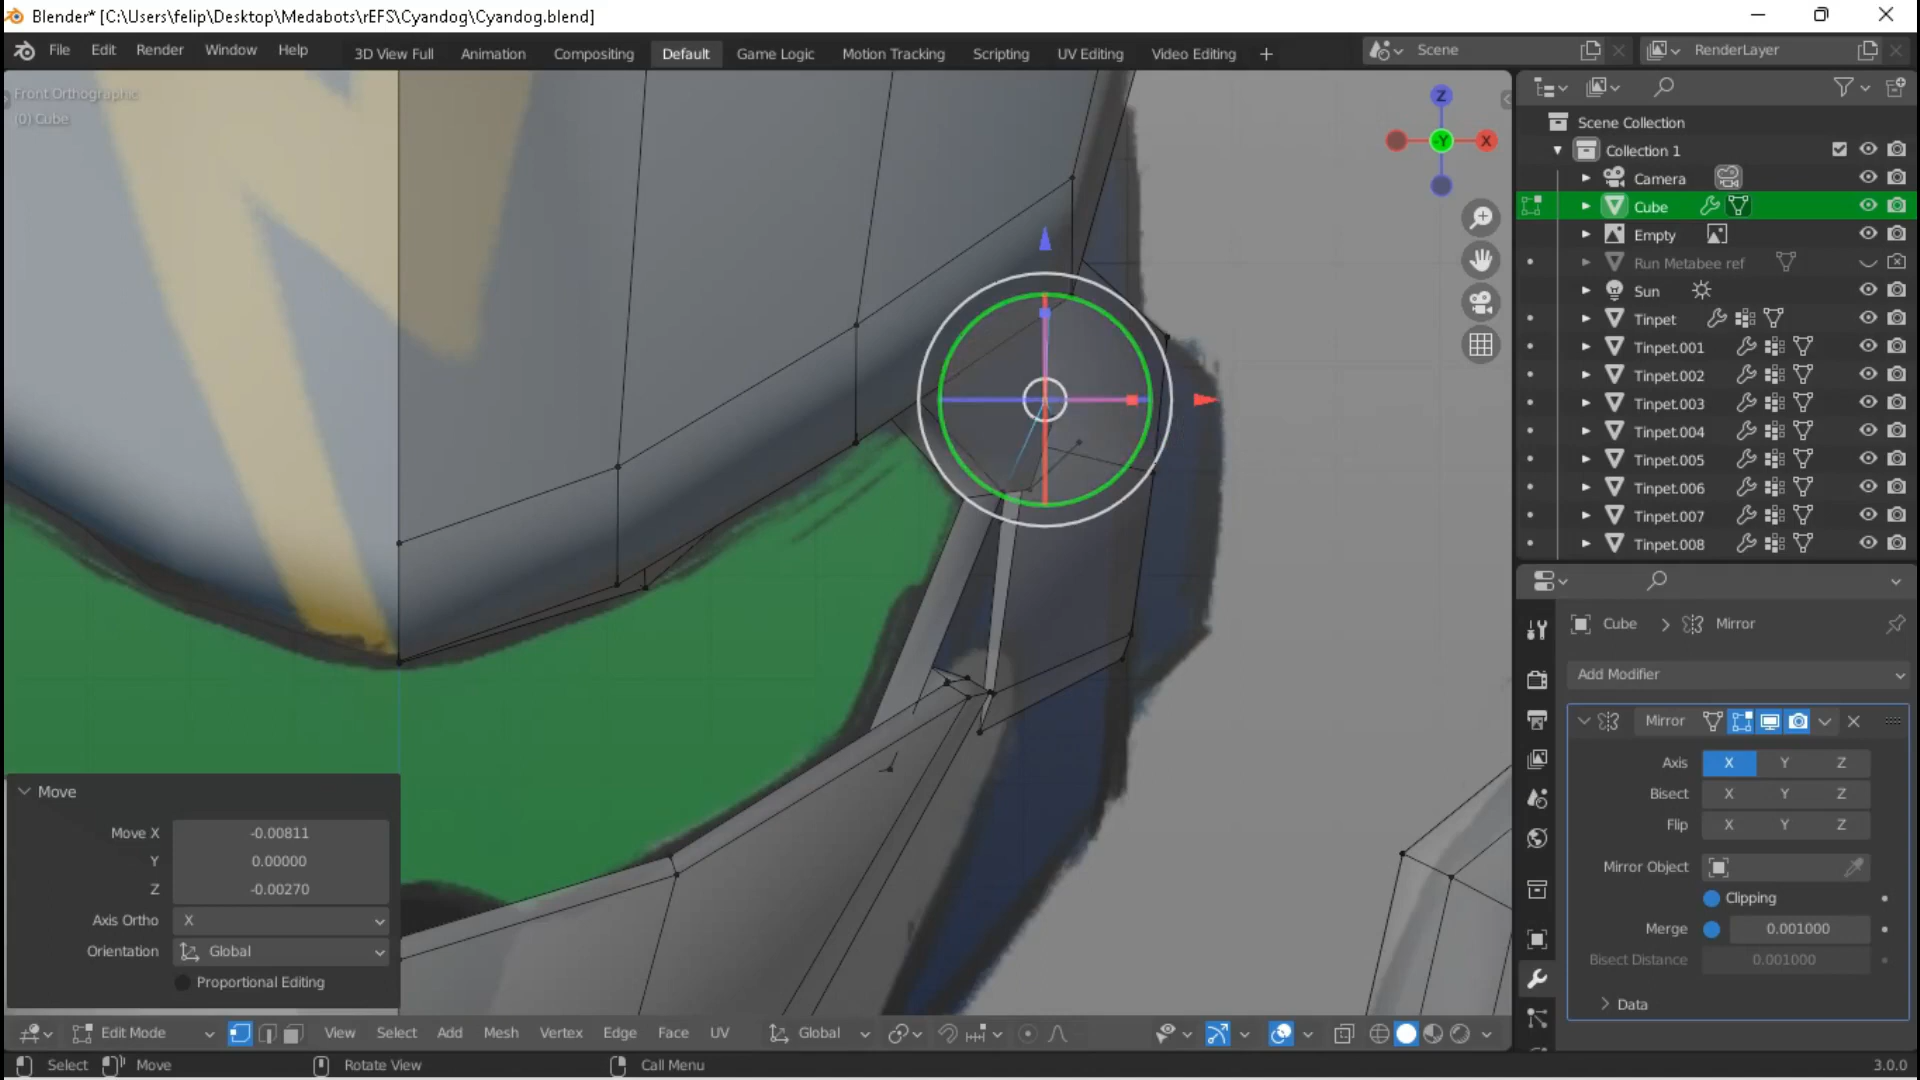 Blender* [C:\Users\felip\Desktop\Medabots\rEFS\Cyandog\Cyandog.blend]
File Edit Render Window Help 3D View Full Animation Compositing Default Game Logic Motion Tracking Scripting UV Editing Video Editing + Scene RenderLayer
Front Orthographic
(0) Cube
Z
Y
X
Scene Collection
Collection 1
Camera
Cube
Empty
Run Metabee ref
Sun
Tinpet
Tinpet.001
Tinpet.002
Tinpet.003
Tinpet.004
Tinpet.005
Tinpet.006
Tinpet.007
Tinpet.008
Cube > Mirror
Add Modifier
Mirror
Axis X Y Z
Bisect X Y Z
Flip X Y Z
Mirror Object
Clipping
Merge 0.001000
Bisect Distance 0.001000
Data
Move
Move X -0.00811
Y 0.00000
Z -0.00270
Axis Ortho X
Orientation Global
Proportional Editing
Edit Mode View Select Add Mesh Vertex Edge Face UV Global
Select Move Rotate View Call Menu 3.0.0